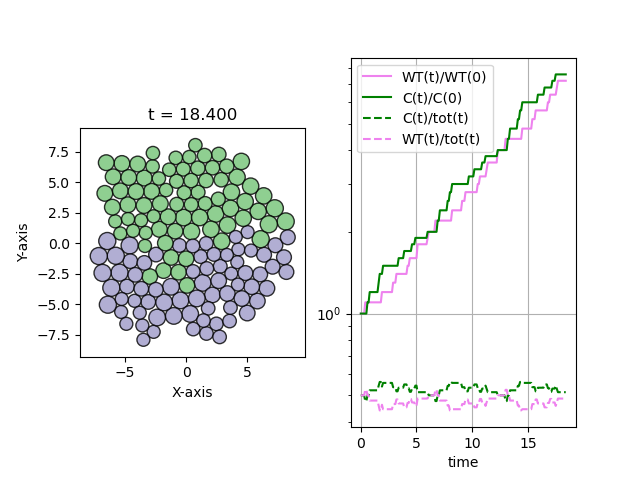 t = 18.400
7.5
5.0
2.5
0.0
−2.5
−5.0
−7.5
Y-axis
−5
0
5
X-axis
WT(t)/WT(0)
C(t)/C(0)
C(t)/tot(t)
WT(t)/tot(t)
10⁰
0
5
10
15
time